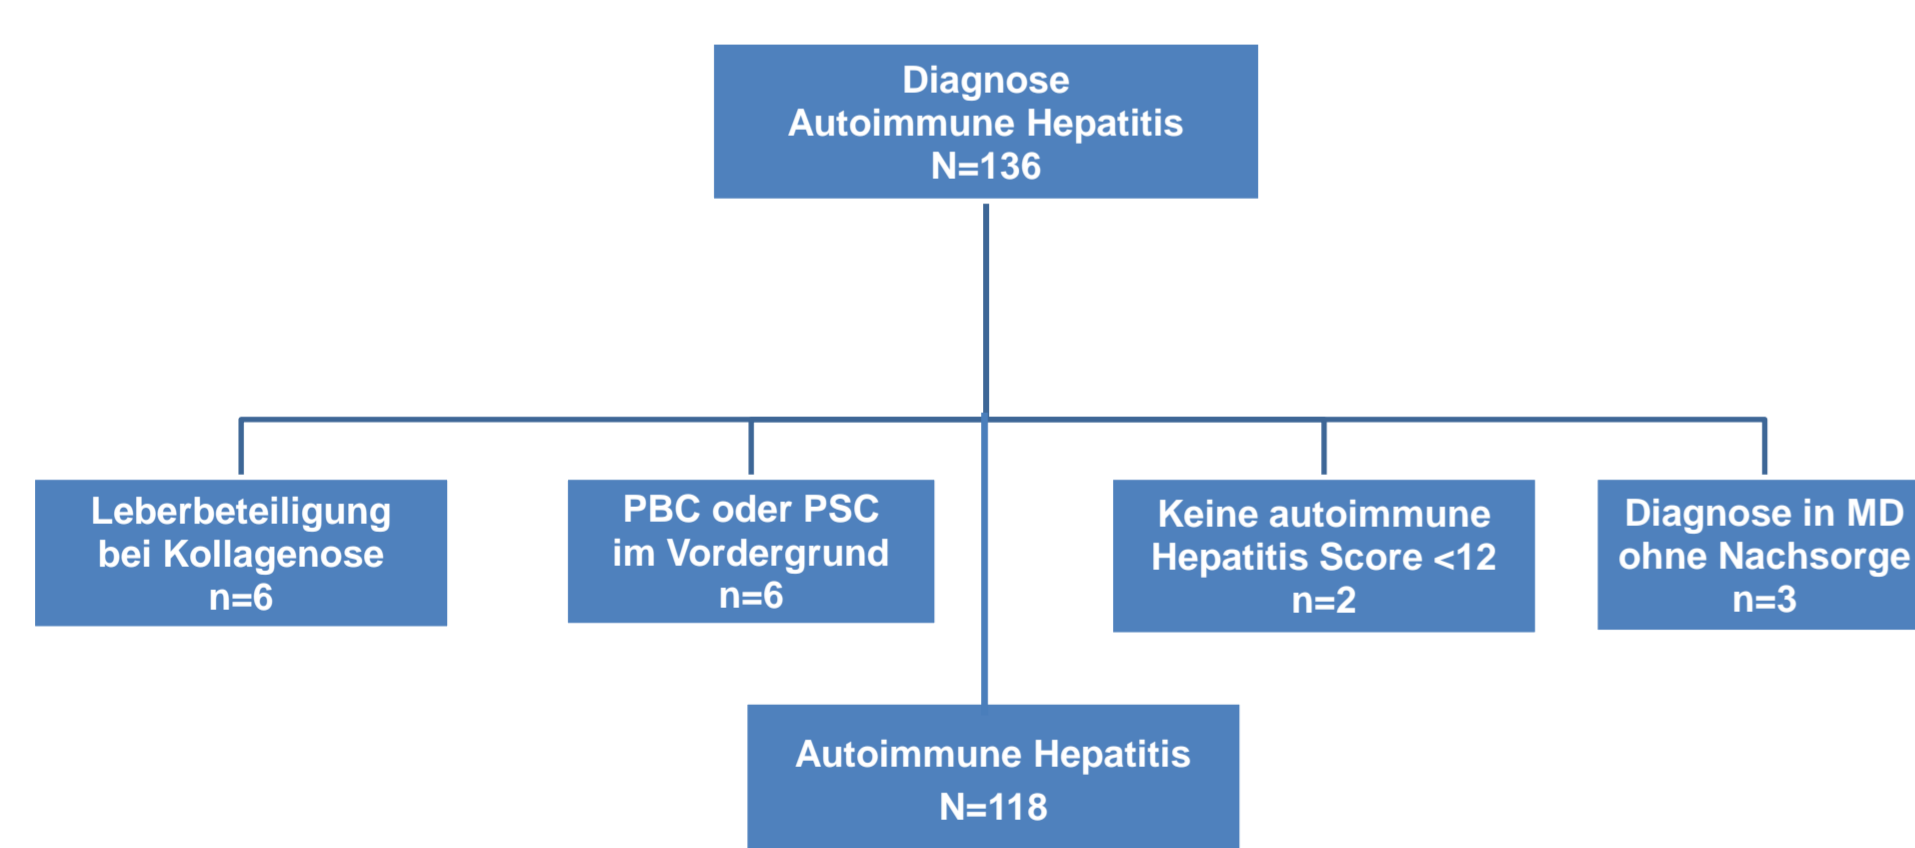 Diagnose
Autoimmune Hepatitis
N=136
Leberbeteiligung
bei Kollagenose
n=6
PBC oder PSC
im Vordergrund
n=6
Keine autoimmune
Hepatitis Score <12
n=2
Diagnose in MD
ohne Nachsorge
n=3
Autoimmune Hepatitis
N=118